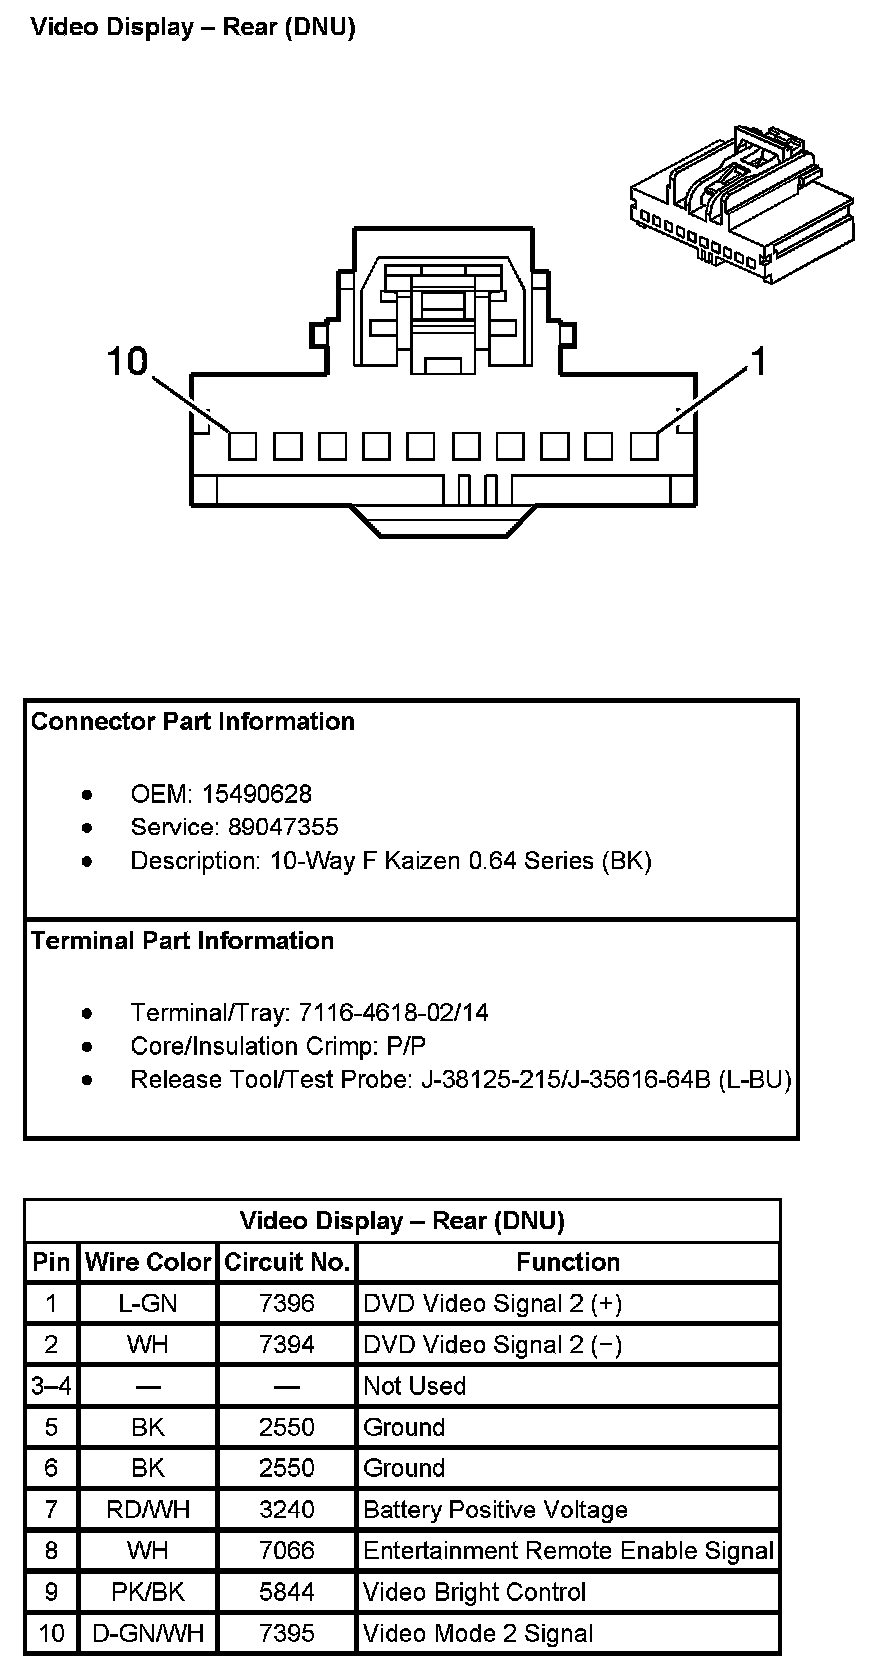 Video Display – Rear (DNU)
10
1
Connector Part Information
• OEM: 15490628
• Service: 89047355
• Description: 10-Way F Kaizen 0.64 Series (BK)
Terminal Part Information
• Terminal/Tray: 7116-4618-02/14
• Core/Insulation Crimp: P/P
• Release Tool/Test Probe: J-38125-215/J-35616-64B (L-BU)
Video Display – Rear (DNU)
Pin Wire Color Circuit No. Function
1 L-GN 7396 DVD Video Signal 2 (+)
2 WH 7394 DVD Video Signal 2 (−)
3–4 — — Not Used
5 BK 2550 Ground
6 BK 2550 Ground
7 RD/WH 3240 Battery Positive Voltage
8 WH 7066 Entertainment Remote Enable Signal
9 PK/BK 5844 Video Bright Control
10 D-GN/WH 7395 Video Mode 2 Signal